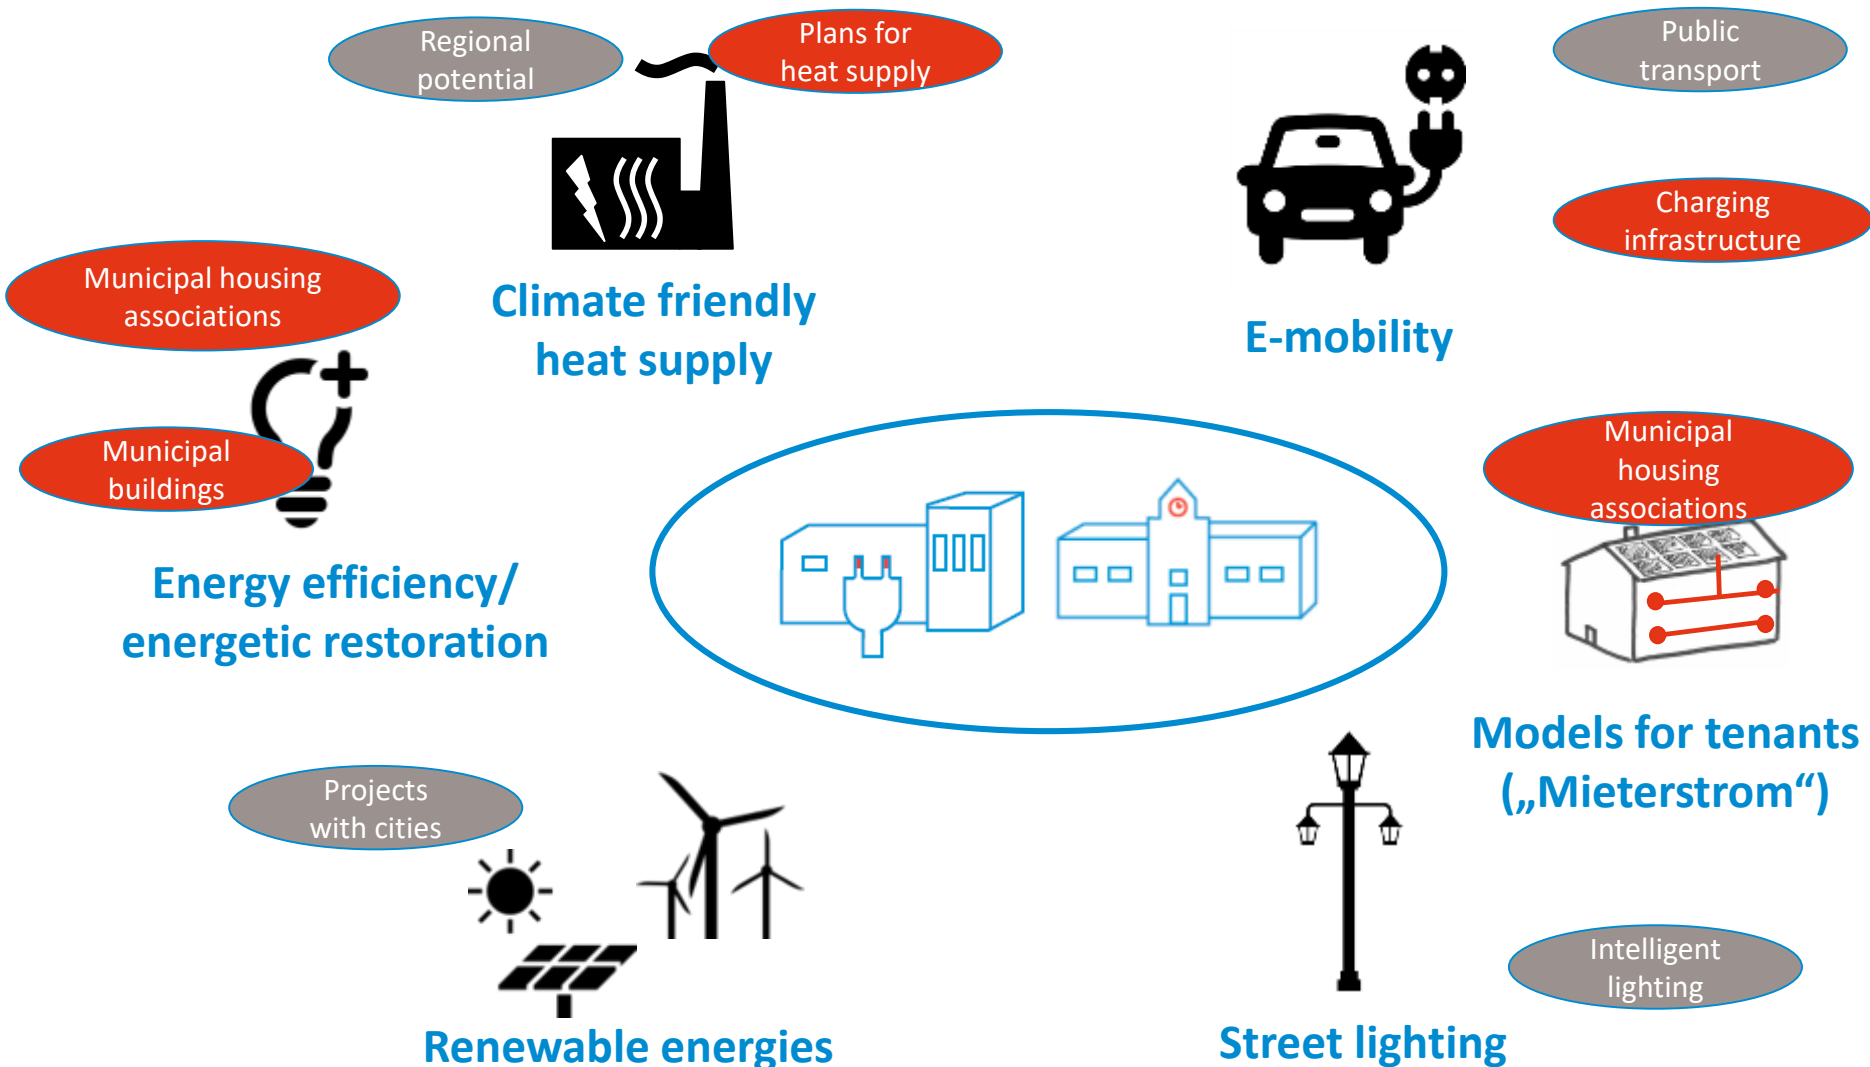 Regional
potential
Plans for
heat supply
Public
transport
Charging
infrastructure
Municipal housing
associations
Climate friendly
heat supply
E-mobility
Municipal
buildings
Municipal
housing
associations
Energy efficiency/
energetic restoration
Models for tenants
(„Mieterstrom“)
Projects
with cities
Intelligent
lighting
Renewable energies
Street lighting